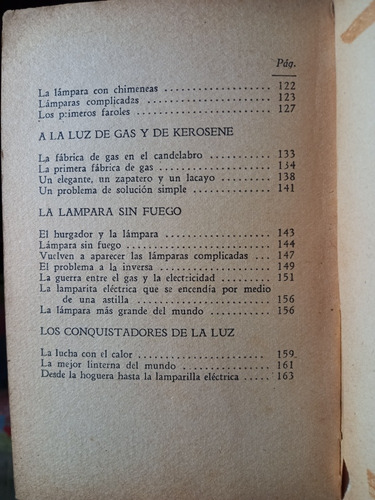 Pág.
La lámpara con chimeneas .................. 122
Lámparas complicadas .................. 123
Los primeros faroles .................. 127
A LA LUZ DE GAS Y DE KEROSENE
La fábrica de gas en el candelabro .......... 133
La primera fábrica de gas .................. 134
Un elegante, un zapatero y un lacayo ........ 138
Un problema de solución simple ............ 141
LA LAMPARA SIN FUEGO
El hurgador y la lámpara .................. 143
Lámpara sin fuego .................. 144
Vuelven a aparecer las lámparas complicadas .... 147
El problema a la inversa .................. 149
La guerra entre el gas y la electricidad ........ 151
La lamparita eléctrica que se encendía por medio
de una astilla .................. 156
La lámpara más grande del mundo .......... 156
LOS CONQUISTADORES DE LA LUZ
La lucha con el calor .................. 159
La mejor linterna del mundo .............. 161
Desde la hoguera hasta la lamparilla eléctrica ..... 163